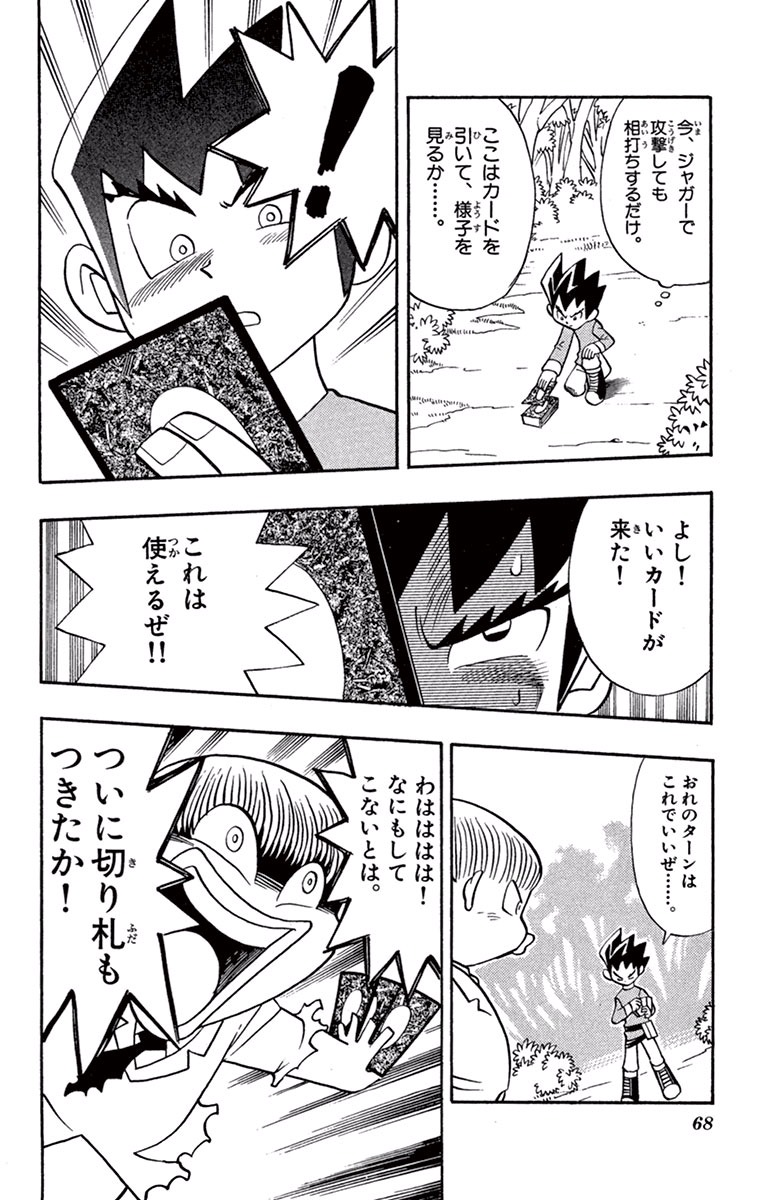 今、ジャガーで
攻撃しても
相打ちするだけ。
ここはカードを
引いて、様子を
見るか……。
！
よし！
いいカードが
来た！
これは
使えるぜ!!
おれのターンは
これでいいぜ……。
わははは！
なにもして
こないとは。
ついに切り札も
つきたか！
68